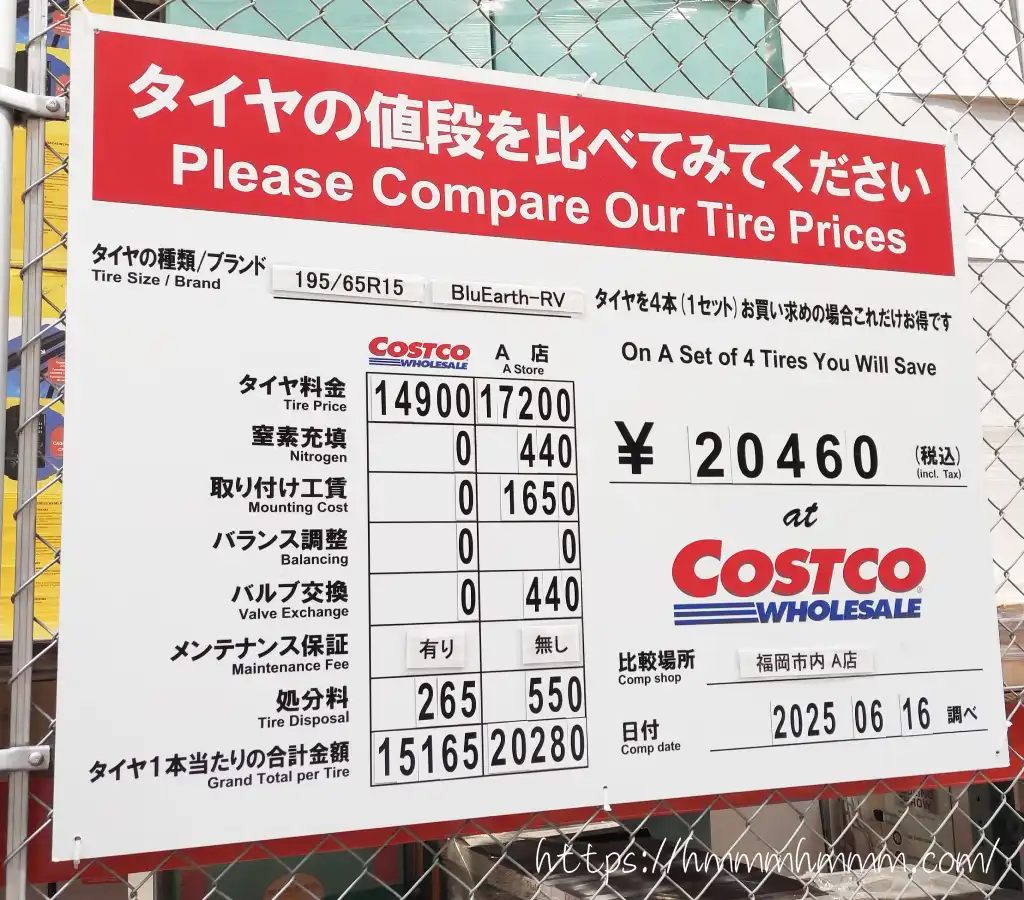 タイヤの値段を比べてみてください
Please Compare Our Tire Prices
タイヤの種類/ブランド
Tire Size / Brand
195/65R15
BluEarth-RV
タイヤを4本(1セット)お買い求めの場合これだけお得です
On A Set of 4 Tires You Will Save
COSTCO WHOLESALE
A 店
A Store
タイヤ料金
Tire Price
14900
17200
窒素充填
Nitrogen
0
440
取り付け工賃
Mounting Cost
0
1650
バランス調整
Balancing
0
0
バルブ交換
Valve Exchange
0
440
メンテナンス保証
Maintenance Fee
有り
無し
処分料
Tire Disposal
265
550
タイヤ1本当たりの合計金額
Grand Total per Tire
15165
20280
¥ 20460 (税込)
(incl. Tax)
at
COSTCO
WHOLESALE
比較場所
Comp shop
福岡市内 A店
日付
Comp date
2025 06 16 調べ
https://hmmmhmmm.com/